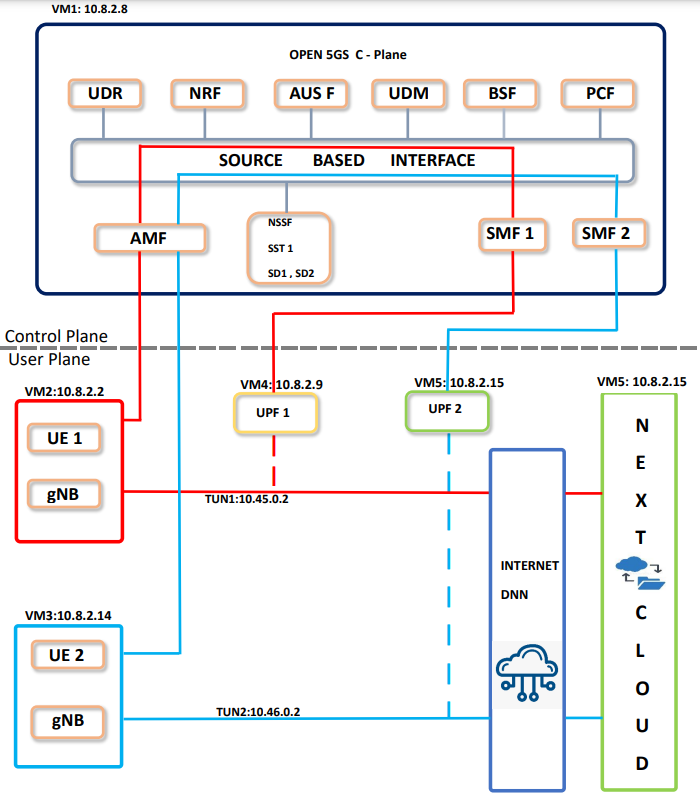 VM1: 10.8.2.8
OPEN 5GS C - Plane
UDR
NRF
AUS F
UDM
BSF
PCF
SOURCE BASED INTERFACE
AMF
NSSF
SST 1
SD1 , SD2
SMF 1
SMF 2
Control Plane
User Plane
VM2:10.8.2.2
VM4: 10.8.2.9
VM5: 10.8.2.15
VM5: 10.8.2.15
UE 1
gNB
UPF 1
UPF 2
TUN1:10.45.0.2
INTERNET
DNN
N
E
X
T
C
L
O
U
D
VM3:10.8.2.14
UE 2
gNB
TUN2:10.46.0.2